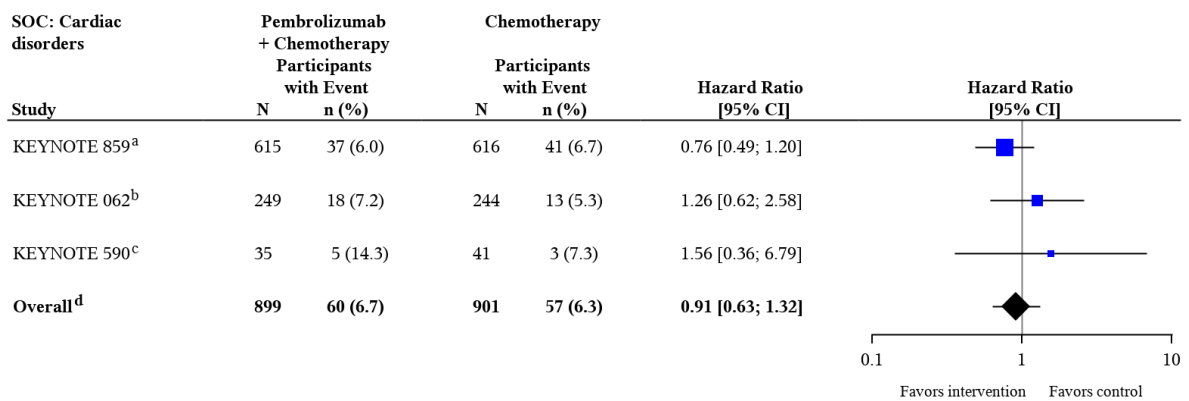 SOC: Cardiac Pembrolizumab Chemotherapy
disorders + Chemotherapy
Participants Participants
with Event with Event Hazard Ratio Hazard Ratio
Study N n (%) N n (%) [95% CI] [95% CI]
KEYNOTE 859a 615 37 (6.0) 616 41 (6.7) 0.76 [0.49; 1.20]
KEYNOTE 062b 249 18 (7.2) 244 13 (5.3) 1.26 [0.62; 2.58]
KEYNOTE 590c 35 5 (14.3) 41 3 (7.3) 1.56 [0.36; 6.79]
Overalld 899 60 (6.7) 901 57 (6.3) 0.91 [0.63; 1.32]
0.1 1 10
Favors intervention Favors control